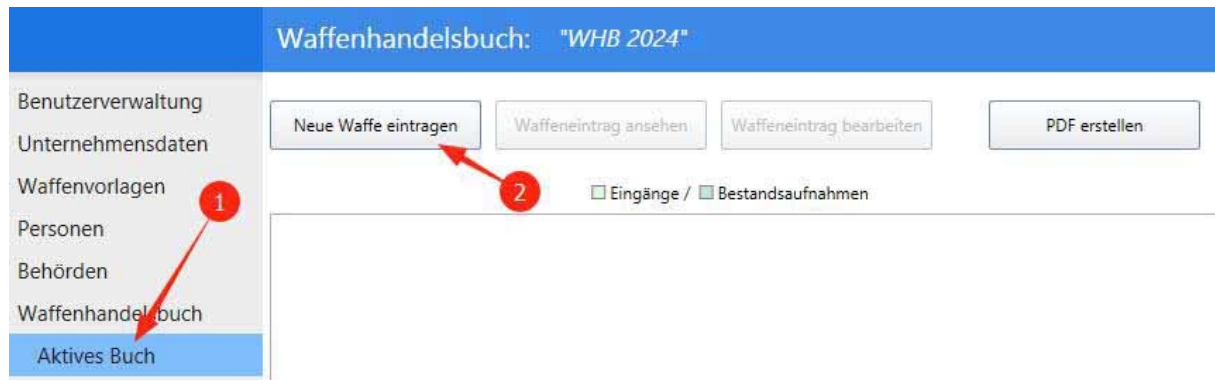 Waffenhandelsbuch: "WHB 2024"
Benutzerverwaltung
Unternehmensdaten
Waffenvorlagen
Personen
Behörden
Waffenhandelsbuch
Aktives Buch
1
Neue Waffe eintragen Waffeneintrag ansehen Waffeneintrag bearbeiten PDF erstellen
2
Eingänge / Bestandsaufnahmen